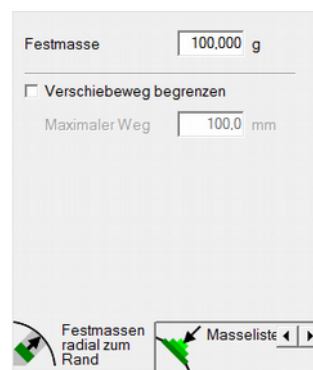 Festmasse 100,000 g
Verschiebeweg begrenzen
Maximaler Weg 100,0 mm
Festmassen
radial zum
Rand
Masseliste